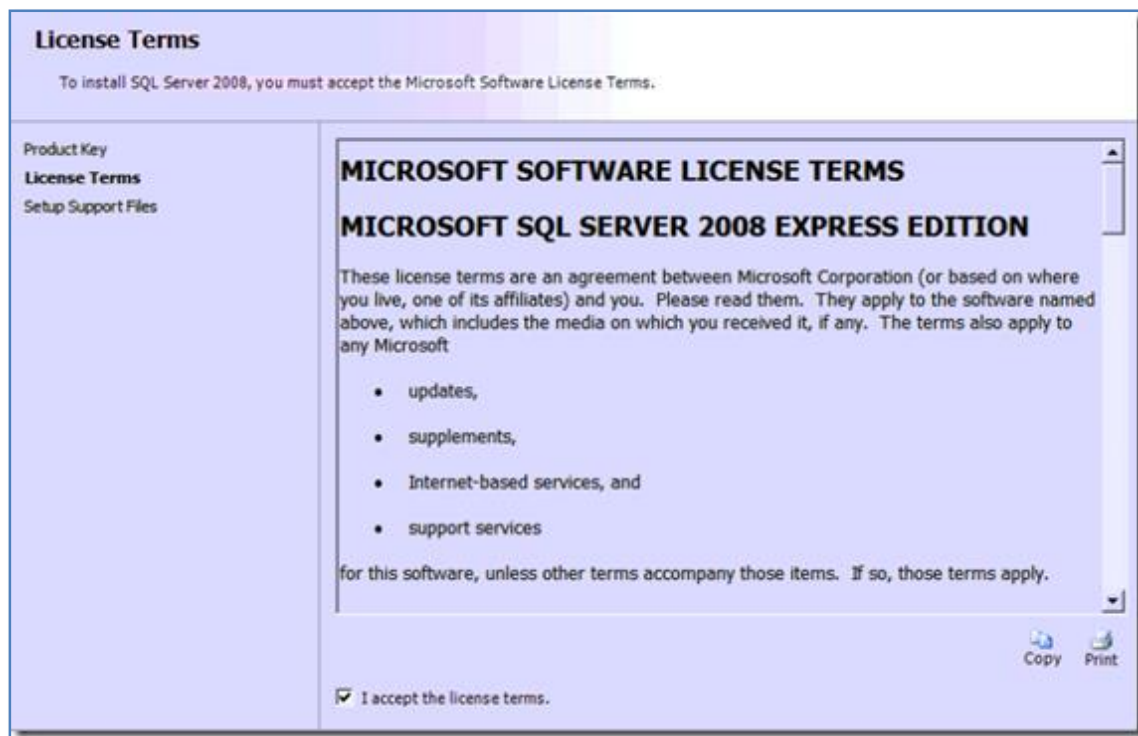 License Terms
To install SQL Server 2008, you must accept the Microsoft Software License Terms.
Product Key
License Terms
Setup Support Files
MICROSOFT SOFTWARE LICENSE TERMS
MICROSOFT SQL SERVER 2008 EXPRESS EDITION
These license terms are an agreement between Microsoft Corporation (or based on where
you live, one of its affiliates) and you.  Please read them.  They apply to the software named
above, which includes the media on which you received it, if any.  The terms also apply to
any Microsoft
• updates,
• supplements,
• Internet-based services, and
• support services
for this software, unless other terms accompany those items.  If so, those terms apply.
Copy Print
I accept the license terms.